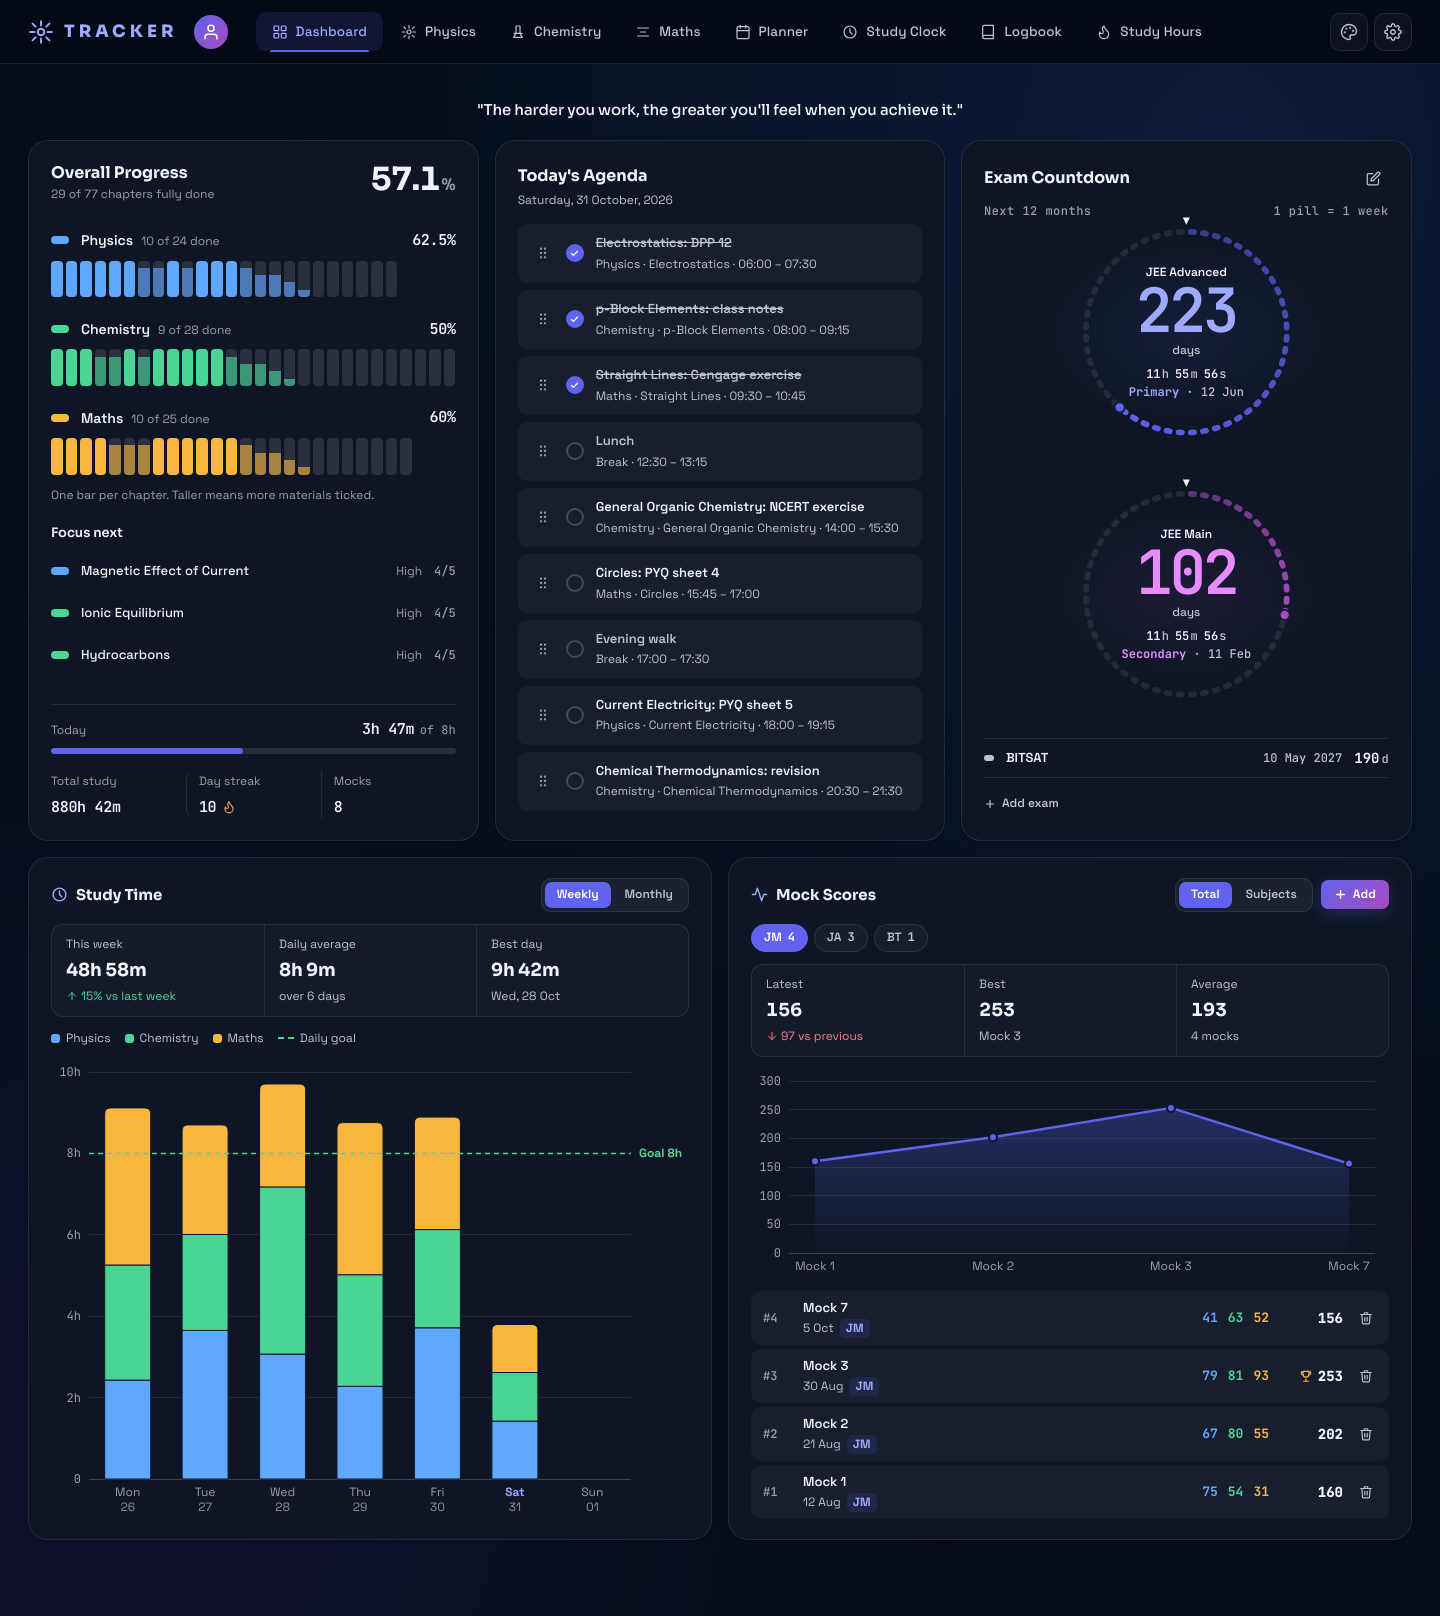 TRACKER
Dashboard
Physics
Chemistry
Maths
Planner
Study Clock
Logbook
Study Hours
"The harder you work, the greater you'll feel when you achieve it."
Overall Progress
57.1%
29 of 77 chapters fully done
Physics 10 of 24 done 62.5%
Chemistry 9 of 28 done 50%
Maths 10 of 25 done 60%
One bar per chapter. Taller means more materials ticked.
Focus next
Magnetic Effect of Current High 4/5
Ionic Equilibrium High 4/5
Hydrocarbons High 4/5
Today 3h 47m of 8h
Total study Day streak Mocks
880h 42m 10 8
Today's Agenda
Saturday, 31 October, 2026
Electrostatics: DPP 12
Physics · Electrostatics · 06:00 – 07:30
p-Block Elements: class notes
Chemistry · p-Block Elements · 08:00 – 09:15
Straight Lines: Cengage exercise
Maths · Straight Lines · 09:30 – 10:45
Lunch
Break · 12:30 – 13:15
General Organic Chemistry: NCERT exercise
Chemistry · General Organic Chemistry · 14:00 – 15:30
Circles: PYQ sheet 4
Maths · Circles · 15:45 – 17:00
Evening walk
Break · 17:00 – 17:30
Current Electricity: PYQ sheet 5
Physics · Current Electricity · 18:00 – 19:15
Chemical Thermodynamics: revision
Chemistry · Chemical Thermodynamics · 20:30 – 21:30
Exam Countdown
Next 12 months 1 pill = 1 week
JEE Advanced
223
days
11h 55m 56s
Primary · 12 Jun
JEE Main
102
days
11h 55m 56s
Secondary · 11 Feb
BITSAT 10 May 2027 190d
+ Add exam
Study Time
Weekly Monthly
This week Daily average Best day
48h 58m 8h 9m 9h 42m
↑ 15% vs last week over 6 days Wed, 28 Oct
Physics Chemistry Maths Daily goal
10h
8h Goal 8h
6h
4h
2h
0
Mon Tue Wed Thu Fri Sat Sun
26 27 28 29 30 31 01
Mock Scores
Total Subjects + Add
JM 4 JA 3 BT 1
Latest Best Average
156 253 193
↓ 97 vs previous Mock 3 4 mocks
300
250
200
150
100
50
0
Mock 1 Mock 2 Mock 3 Mock 7
#4 Mock 7 41 63 52 156
5 Oct JM
#3 Mock 3 79 81 93 253
30 Aug JM
#2 Mock 2 67 80 55 202
21 Aug JM
#1 Mock 1 75 54 31 160
12 Aug JM